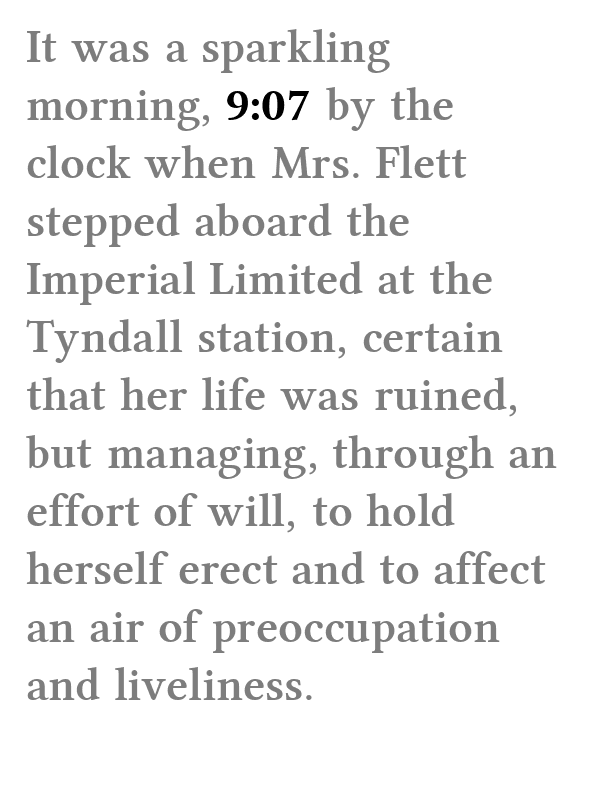 It was a sparkling
morning, 9:07 by the
clock when Mrs. Flett
stepped aboard the
Imperial Limited at the
Tyndall station, certain
that her life was ruined,
but managing, through an
effort of will, to hold
herself erect and to affect
an air of preoccupation
and liveliness.